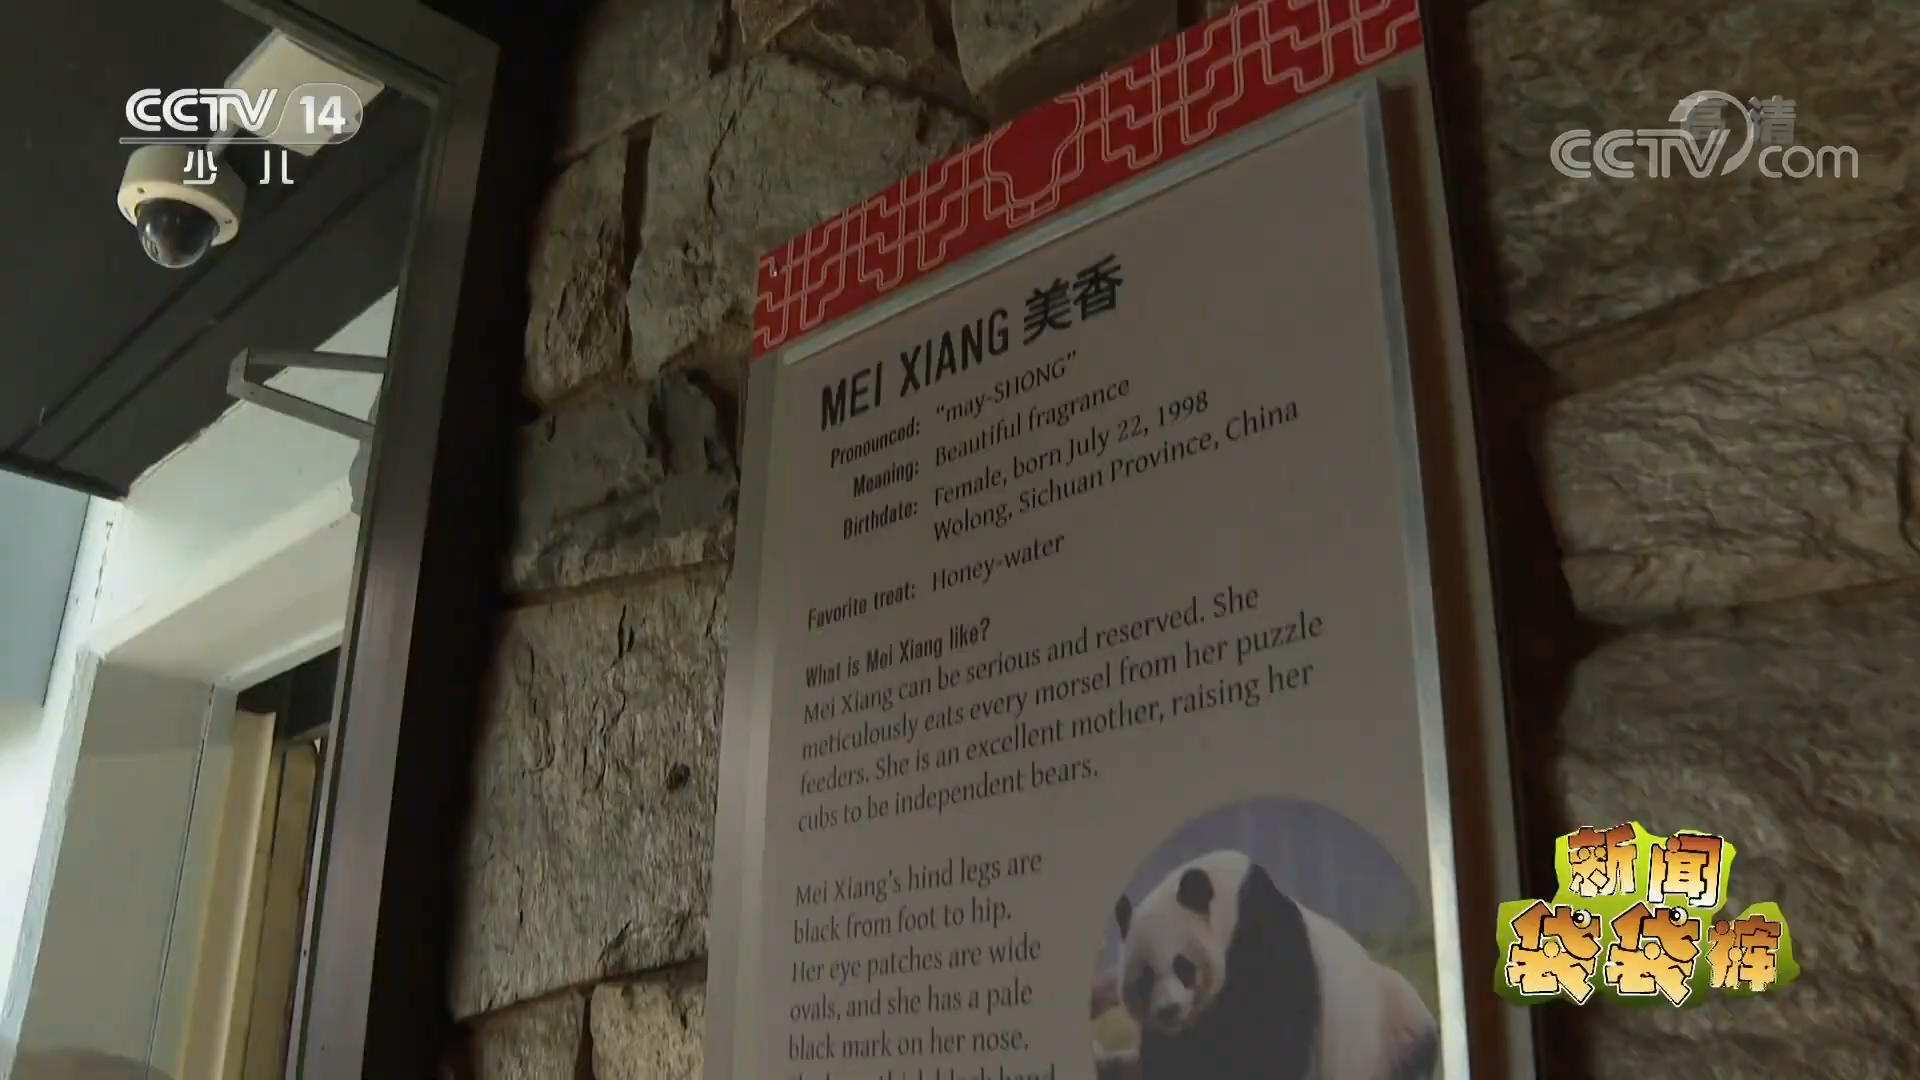 CCTV 14
少儿
高清
CCTV.com
MEI XIANG 美香
Pronounced: “may-SHONG”
Meaning: Beautiful fragrance
Birthdate: Female, born July 22, 1998
Wolong, Sichuan Province, China
Favorite treat: Honey-water
What is Mei Xiang like?
Mei Xiang can be serious and reserved. She
meticulously eats every morsel from her puzzle
feeders. She is an excellent mother, raising her
cubs to be independent bears.
Mei Xiang's hind legs are
black from foot to hip.
Her eye patches are wide
ovals, and she has a pale
black mark on her nose.
新闻
袋袋裤